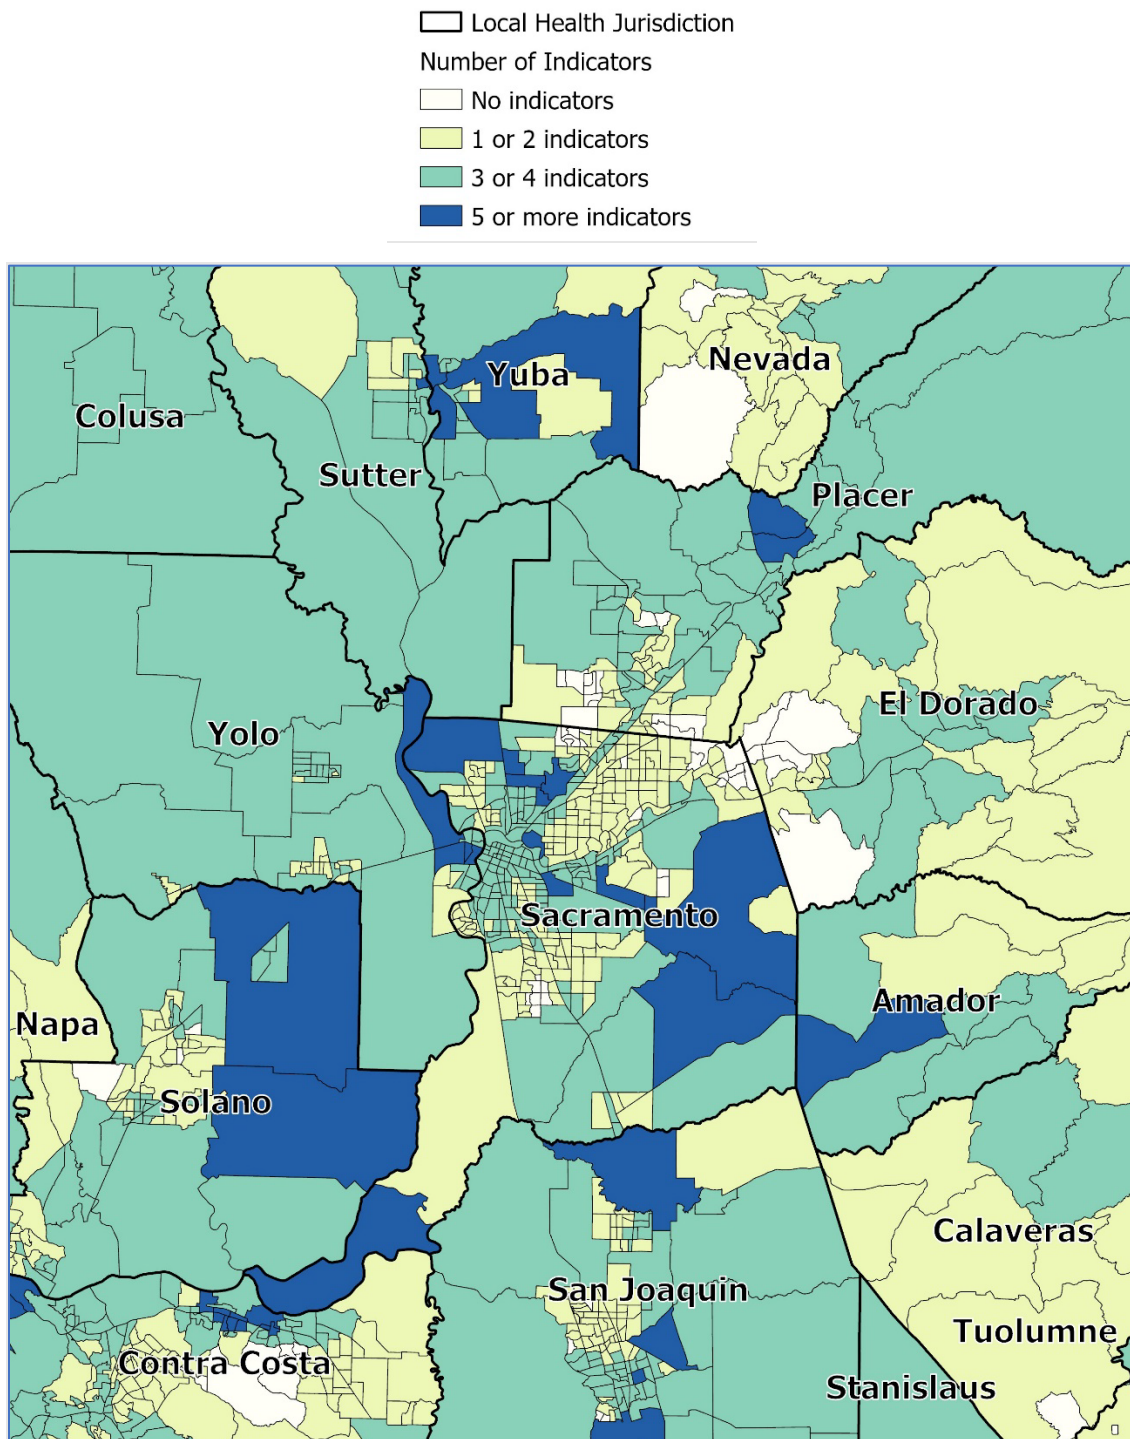 Local Health Jurisdiction
Number of Indicators
No indicators
1 or 2 indicators
3 or 4 indicators
5 or more indicators
Yuba
Nevada
Colusa
Sutter
Placer
El Dorado
Yolo
Sacramento
Amador
Napa
Solano
Calaveras
San Joaquin
Tuolumne
Contra Costa
Stanislaus